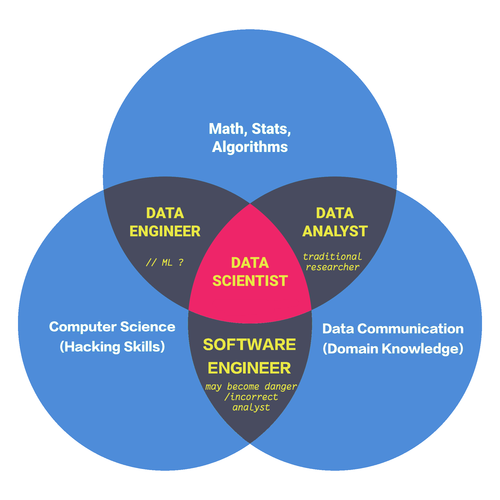 Math, Stats,
Algorithms
DATA
ENGINEER
// ML ?
DATA
ANALYST
traditional
researcher
DATA
SCIENTIST
Computer Science
(Hacking Skills)
Data Communication
(Domain Knowledge)
SOFTWARE
ENGINEER
may become danger
/incorrect
analyst